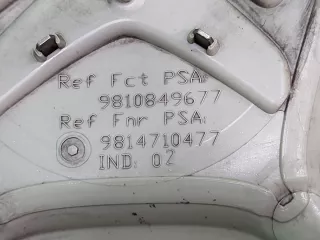 Ref Fct PSA:
9810849677
Ref Fnr PSA:
9814710477
IND: 02